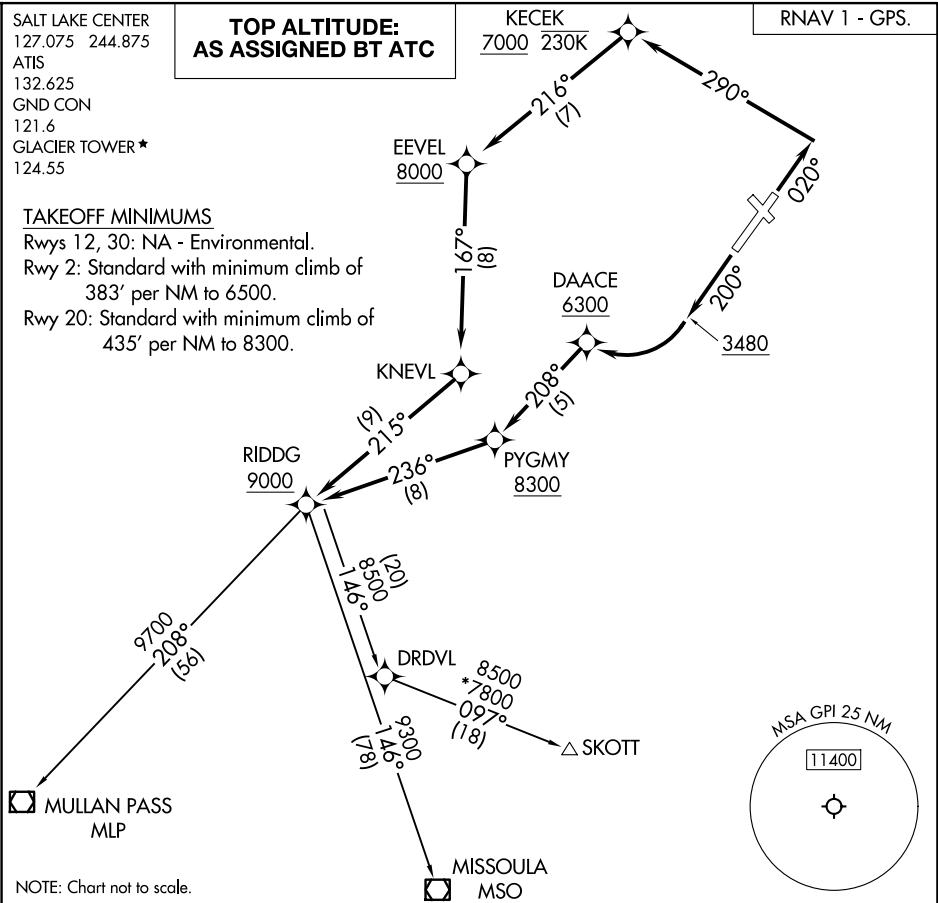 SALT LAKE CENTER
127.075 244.875
ATIS
132.625
GND CON
121.6
GLACIER TOWER★
124.55
TOP ALTITUDE:
AS ASSIGNED BT ATC
RNAV 1 - GPS.
KECEK
7000 230K
290°
216°
(7)
020°
EEVEL
8000
TAKEOFF MINIMUMS
Rwys 12, 30: NA - Environmental.
Rwy 2: Standard with minimum climb of
383' per NM to 6500.
Rwy 20: Standard with minimum climb of
435' per NM to 8300.
167°
(8)
200°
DAACE
6300
3480
KNEVL
208°
(5)
(9)
215°
PYGMY
8300
236°
(8)
RIDDG
9000
(20)
8500
146°
9700
208°
(56)
DRDVL
8500
*7800
097°
(18)
SKOTT
9300
146°
(78)
MSA GPI 25 NM
11400
MULLAN PASS
MLP
MISSOULA
MSO
NOTE: Chart not to scale.